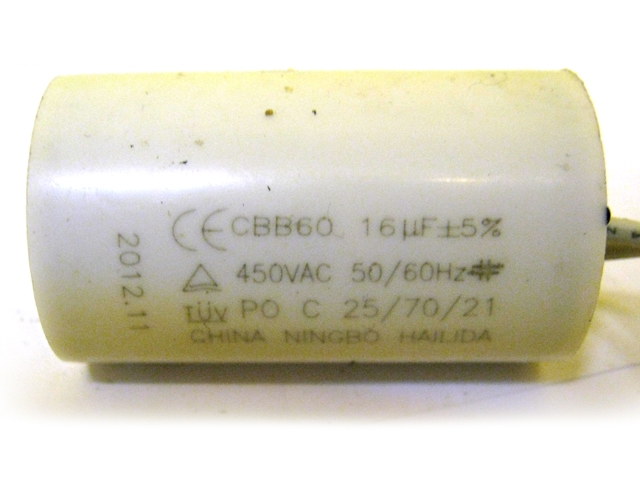 CE CBB60 16µF±5%
450VAC 50/60Hz
TÜV PO C 25/70/21
CHINA NINGBO HAILIDA
2012.11